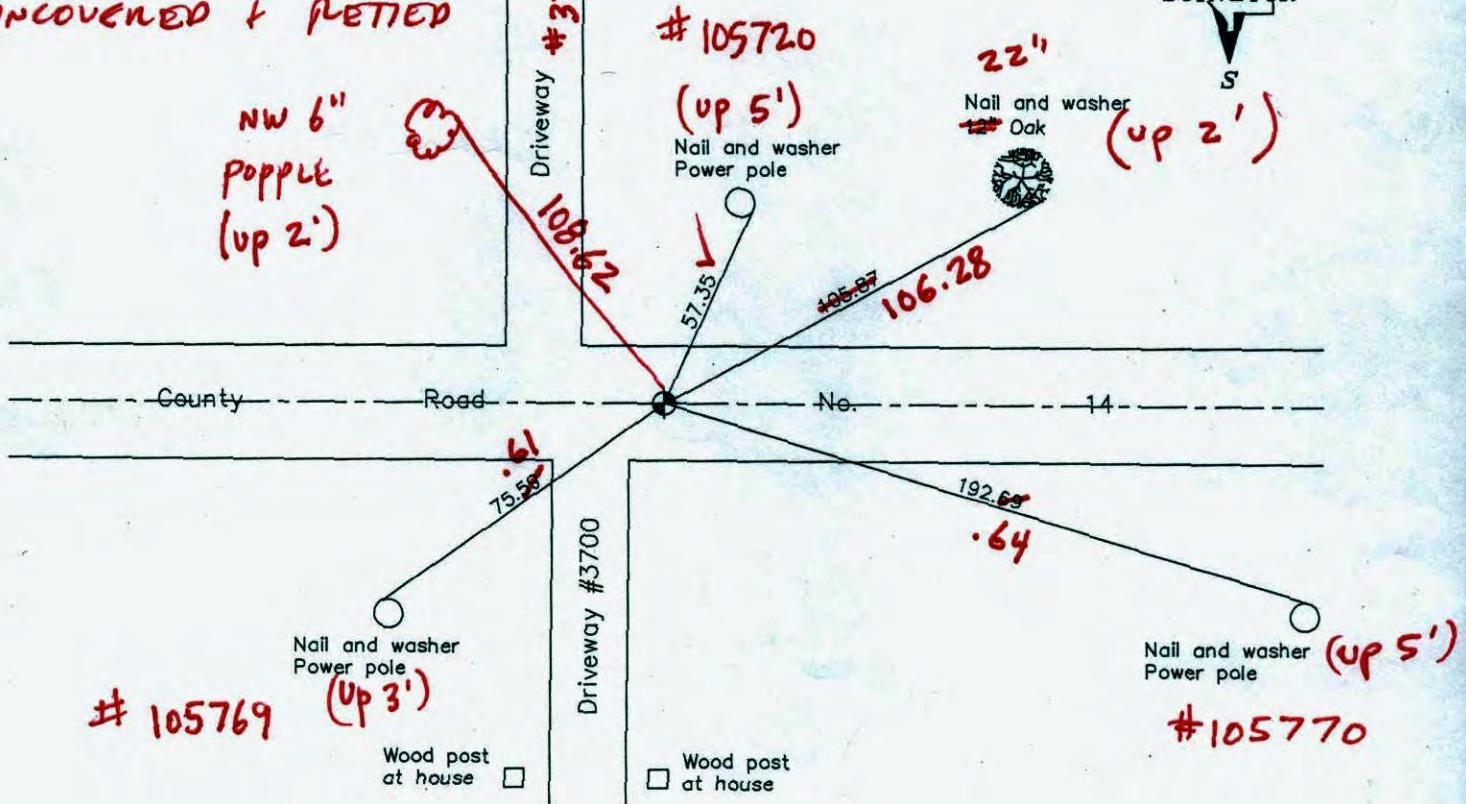 UNCOVERED & RETIED
Driveway #3
# 105720
(up 5')
Nail and washer
Power pole
22"
Nail and washer
12" Oak
(up 2')
S
NW 6"
POPPLE
(up 2')
108.62
57.35
105.87
106.28
County Road No. 14
.61
75.59
192.69
.64
Nail and washer
Power pole
(up 3')
# 105769
Driveway #3700
Nail and washer
Power pole
(up 5')
#105770
Wood post
at house
Wood post
at house